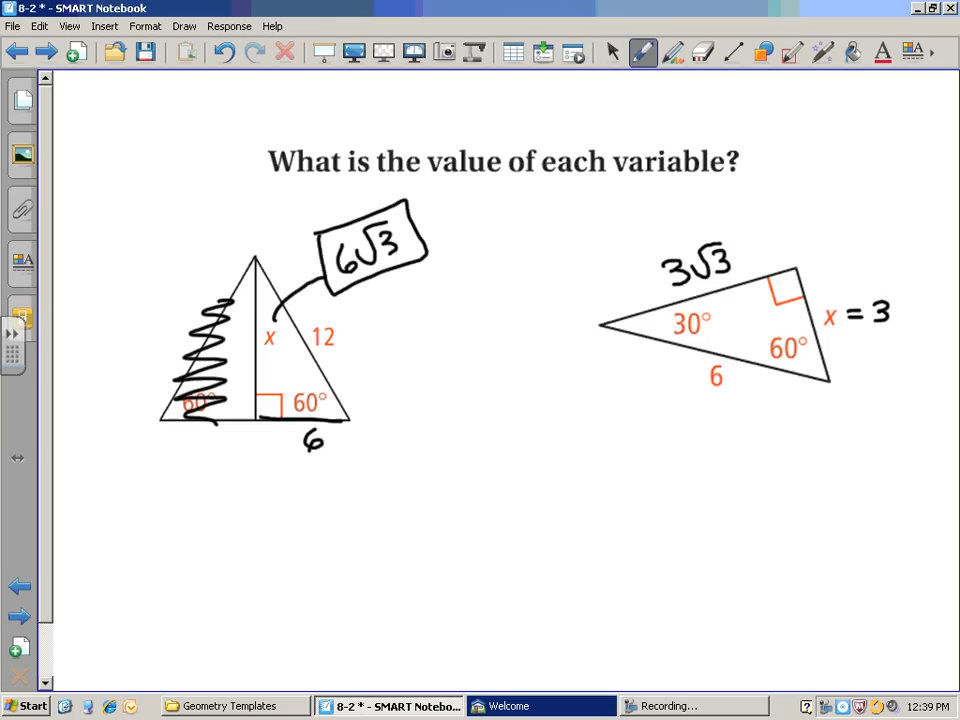 8-2 * - SMART Notebook
File Edit View Insert Format Draw Response Help
What is the value of each variable?
6√3
x
12
60°
60°
6
3√3
30°
x = 3
60°
6
Start
Geometry Templates
8-2 * - SMART Notebo...
Welcome
Recording...
12:39 PM